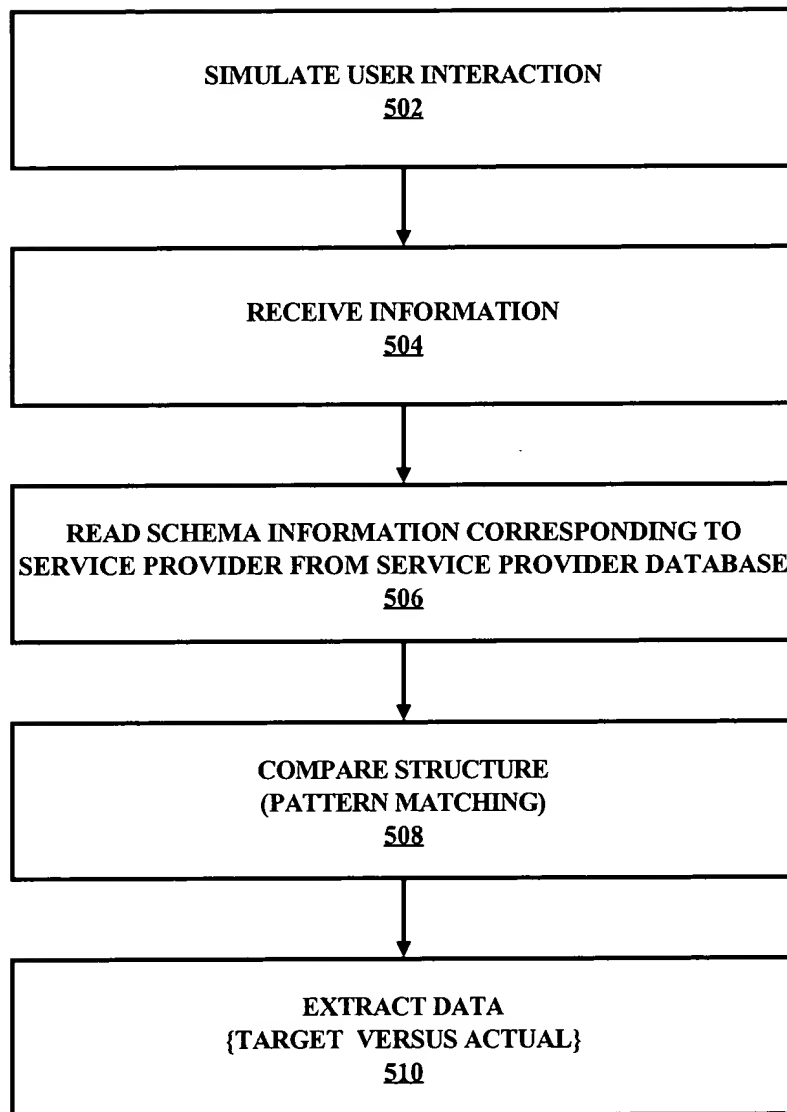 SIMULATE USER INTERACTION
502
RECEIVE INFORMATION
504
READ SCHEMA INFORMATION CORRESPONDING TO
SERVICE PROVIDER FROM SERVICE PROVIDER DATABASE
506
COMPARE STRUCTURE
(PATTERN MATCHING)
508
EXTRACT DATA
{TARGET VERSUS ACTUAL}
510